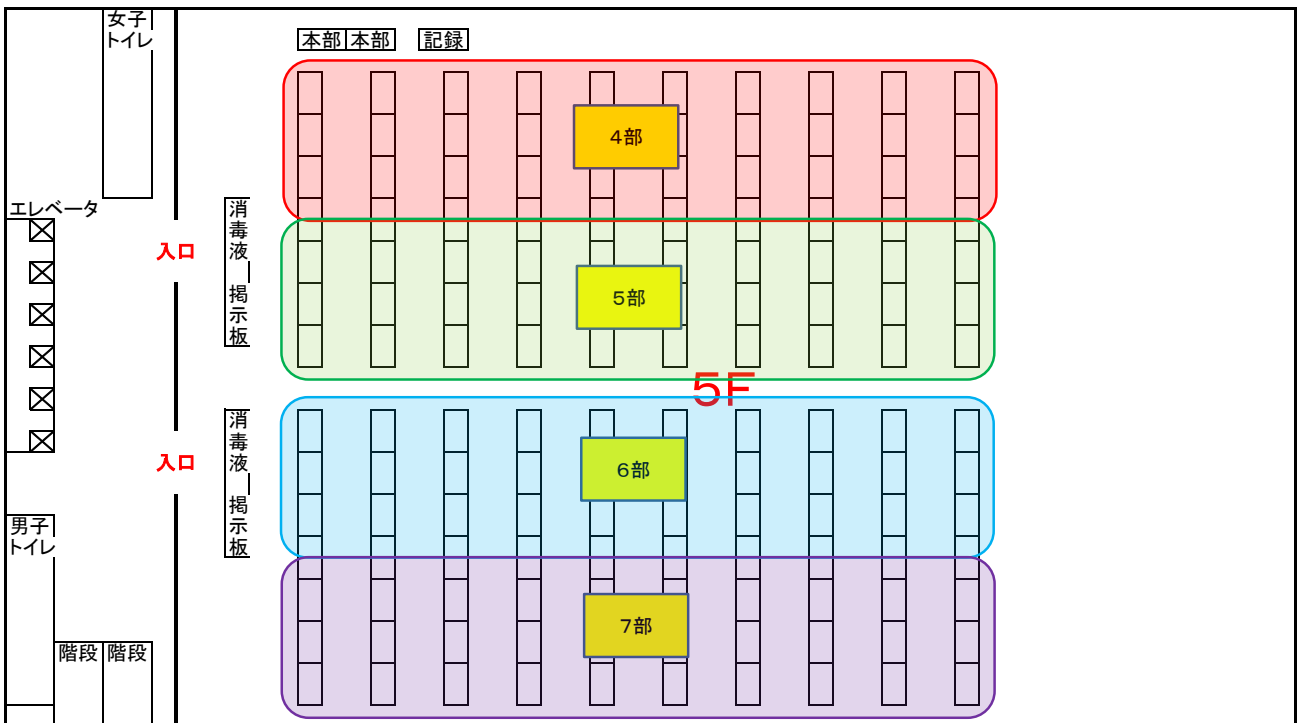 女子
トイレ
本部 本部 記録
4部
エレベータ
消毒液
入口
掲示板
5部
5F
消毒液
入口
6部
掲示板
男子
トイレ
7部
階段 階段